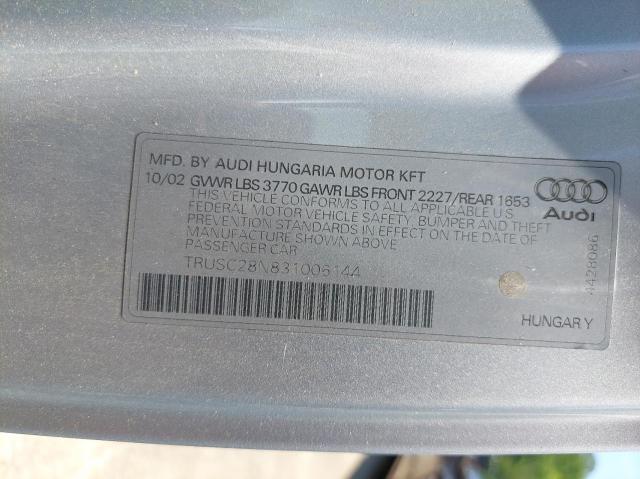 MFD. BY AUDI HUNGARIA MOTOR KFT
10/02 GVWR LBS 3770 GAWR LBS FRONT 2227/REAR 1653
THIS VEHICLE CONFORMS TO ALL APPLICABLE U.S.
FEDERAL MOTOR VEHICLE SAFETY, BUMPER AND THEFT
PREVENTION STANDARDS IN EFFECT ON THE DATE OF
MANUFACTURE SHOWN ABOVE
PASSENGER CAR
TRUSC28N831006144
Audi
4428086
HUNGARY